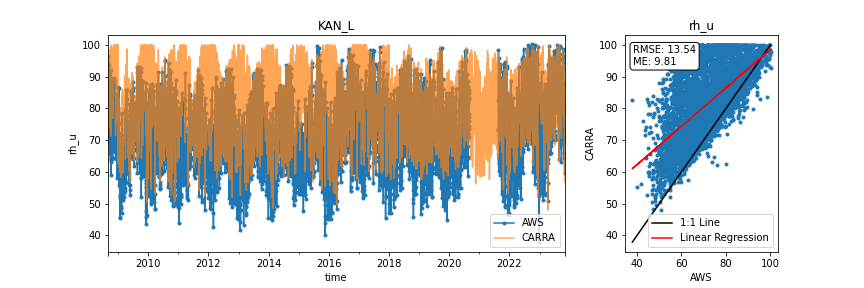 KAN_L
rh_u
100
90
80
70
60
50
40
rh_u
2010
2012
2014
2016
2018
2020
2022
time
AWS
CARRA
RMSE: 13.54
ME: 9.81
100
90
80
70
60
50
40
CARRA
40
60
80
100
AWS
1:1 Line
Linear Regression